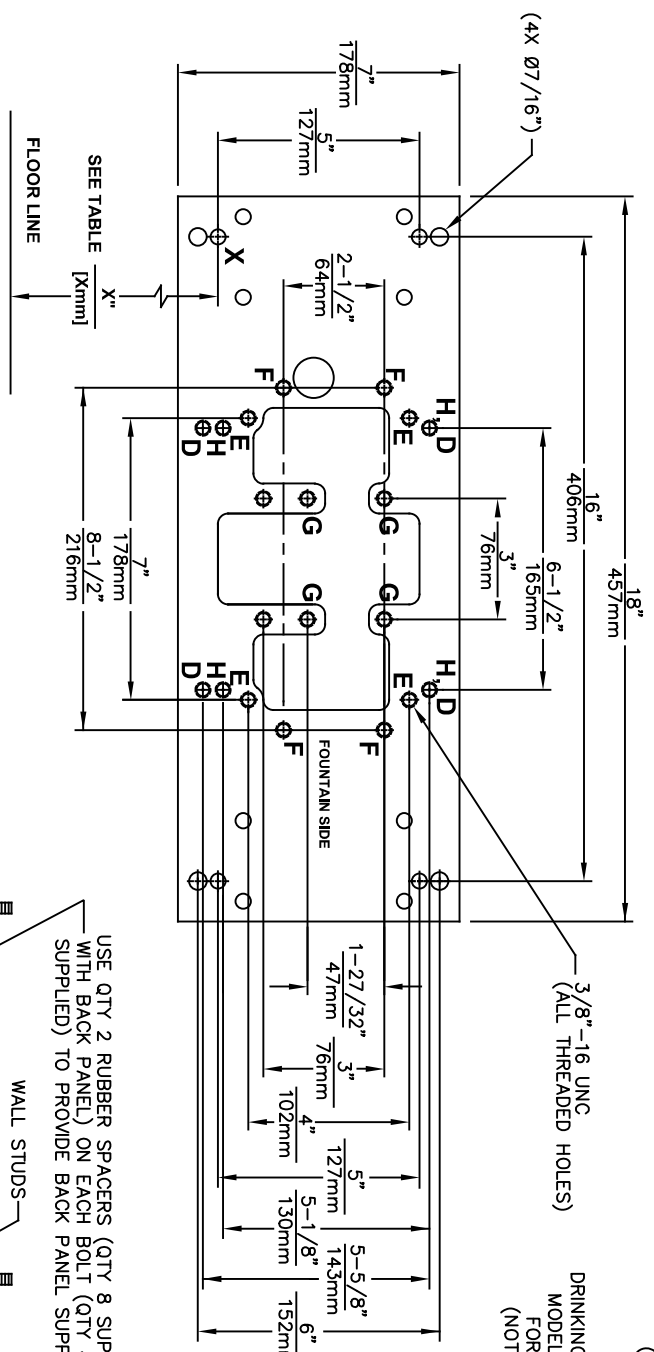 (4X Ø7/16")
7"
178mm
5"
127mm
18"
457mm
16"
406mm
6-1/2"
165mm
3"
76mm
3/8"-16 UNC
(ALL THREADED HOLES)
2-1/2"
64mm
X
F
F
H,D
E
E
H
D
G
G
G
G
H,D
E
E
H
D
F
F
FOUNTAIN SIDE
7"
178mm
8-1/2"
216mm
1-27/32"
47mm
3"
76mm
4"
102mm
5"
127mm
5-1/8"
130mm
5-5/8"
143mm
6"
SEE TABLE
X"
[Xmm]
FLOOR LINE
USE QTY 2 RUBBER SPACERS (QTY 8
WITH BACK PANEL) ON EACH BOLT (QTY
SUPPLIED) TO PROVIDE BACK PANEL
WALL STUDS
DRINKING
MODEL
FOR
(NOT